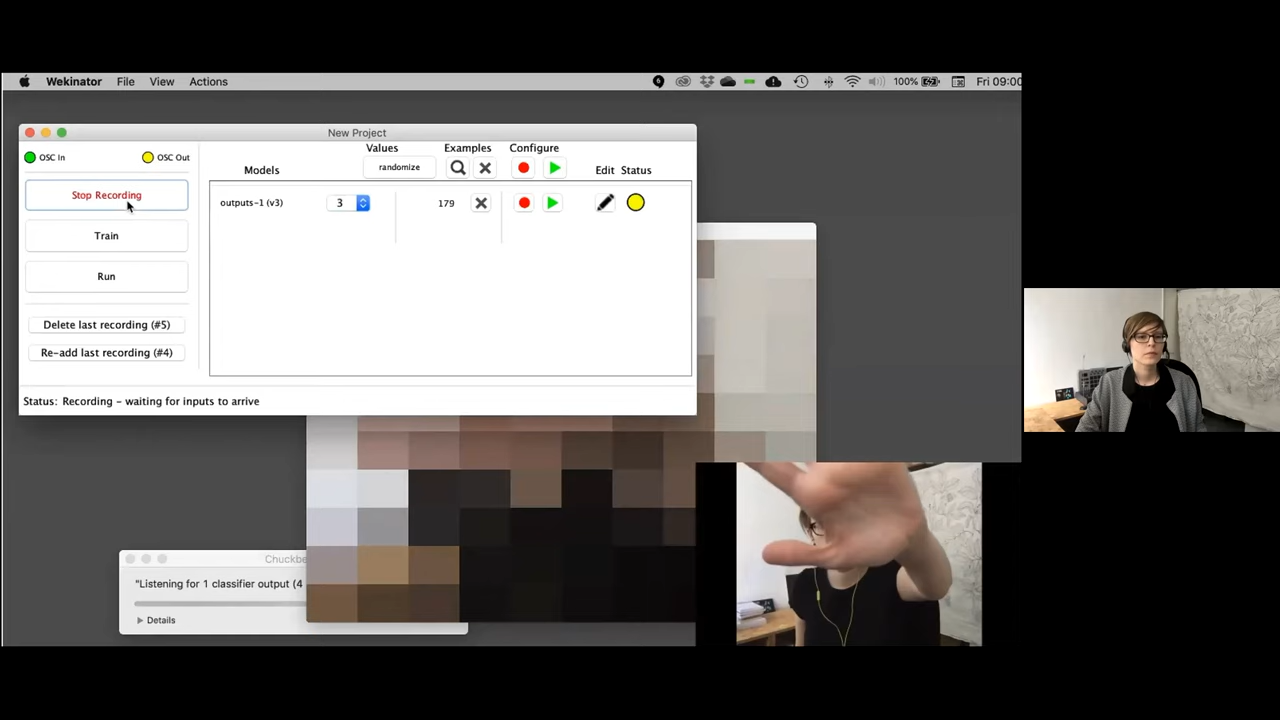 Wekinator File View Actions 100% Fri 09:00
New Project
OSC In OSC Out
Values Examples Configure
Models randomize Edit Status
Stop Recording
outputs-1 (v3) 3 179
Train
Run
Delete last recording (#5)
Re-add last recording (#4)
Status: Recording - waiting for inputs to arrive
Chuckbe
"Listening for 1 classifier output (4
Details